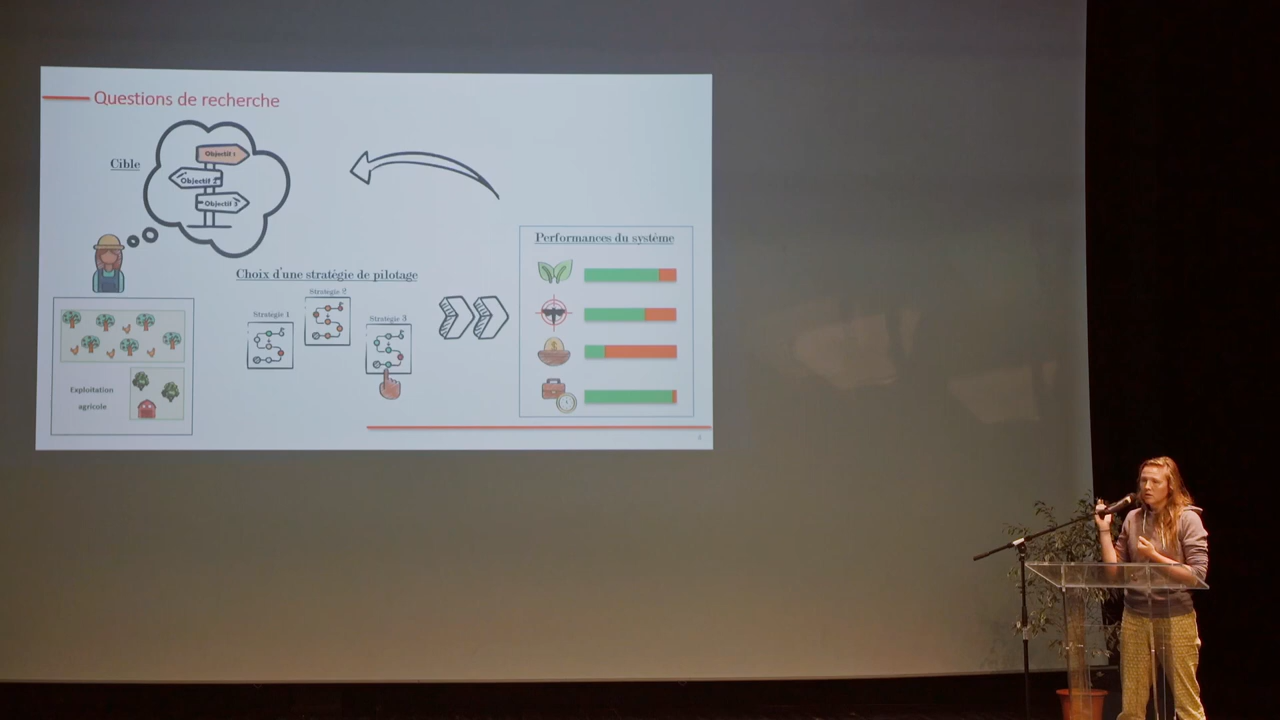 Questions de recherche
Cible
Objectif 1
Objectif 2
Objectif 3
Choix d'une stratégie de pilotage
Stratégie 1
Stratégie 2
Stratégie 3
Exploitation
agricole
Performances du système
$